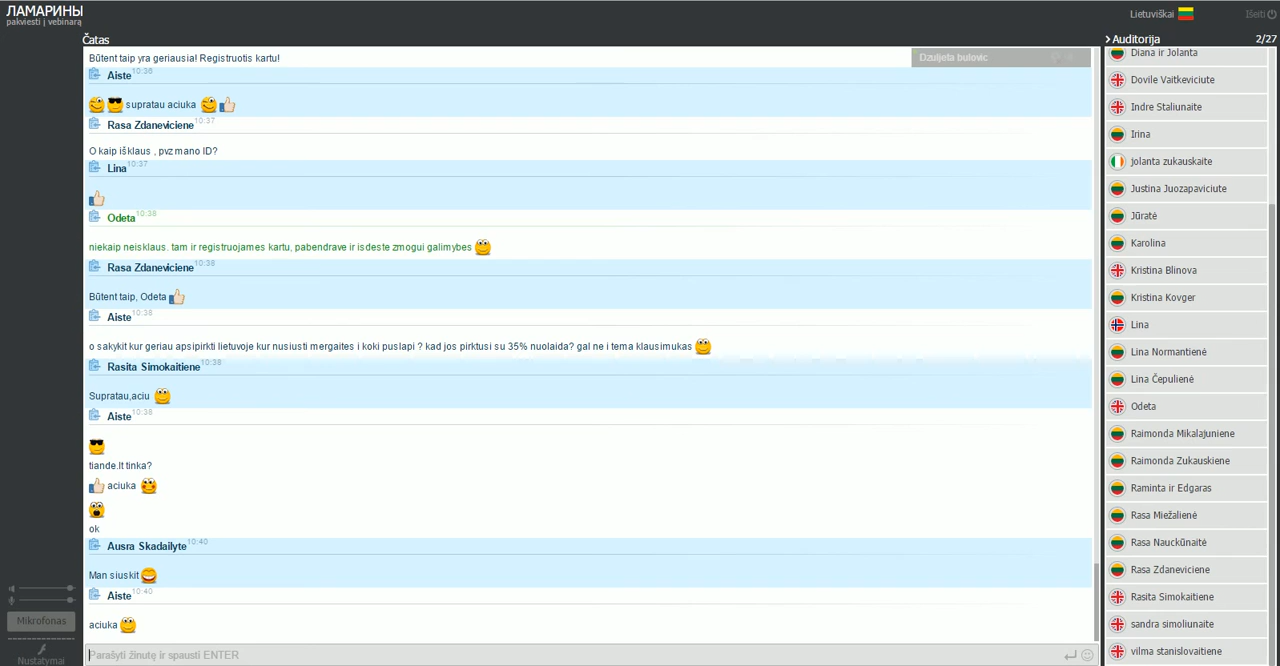 ЛАМАРИНЫ
pakviesti į vebinarą
Lietuviškai
Išeiti
Čatas
Auditorija
2/27
Būtent taip yra geriausia! Registruotis kartu!
Dzuljeta bulovic
Aiste 10:36
supratau aciuka
Rasa Zdaneviciene 10:37
O kaip išklaus , pvz mano ID?
Lina 10:37
Odeta 10:38
niekaip neisklaus. tam ir registruojames kartu, pabendrave ir isdeste zmogui galimybes
Rasa Zdaneviciene 10:38
Būtent taip, Odeta
Aiste 10:38
o sakykit kur geriau apsipirkti lietuvoje kur nusiusti mergaites i koki puslapi ? kad jos pirktusi su 35% nuolaida? gal ne i tema klausimukas
Rasita Simokaitiene 10:38
Supratau,aciu
Aiste 10:38
tiande.lt tinka?
aciuka
ok
Ausra Skadailyte 10:40
Man siuskit
Aiste 10:40
aciuka
Parašyti žinutę ir spausti ENTER
Mikrofonas
Nustatymai
Diana ir Jolanta
Dovile Vaitkeviciute
Indre Staliunaite
Irina
jolanta zukauskaite
Justina Juozapaviciute
Jūratė
Karolina
Kristina Blinova
Kristina Kovger
Lina
Lina Normantienė
Lina Čepulienė
Odeta
Raimonda Mikalajuniene
Raimonda Zukauskiene
Raminta ir Edgaras
Rasa Miežalienė
Rasa Nauckūnaitė
Rasa Zdaneviciene
Rasita Simokaitiene
sandra simoliunaite
vilma stanislovaitiene